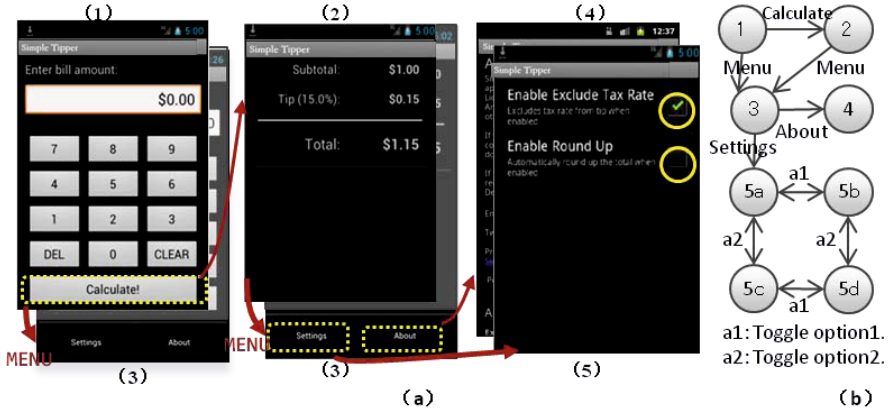 (1)
5:00
Simple Tipper
Enter bill amount:
$0.00
7 8 9
4 5 6
1 2 3
DEL 0 CLEAR
Calculate!
MENU
Settings About
(3)
:26
(2)
5:00
Simple Tipper
Subtotal: $1.00
Tip (15.0%): $0.15
Total: $1.15
5:02
MENU
Settings About
(3)
(a)
(4)
12:37
5:00
Simple Tipper
Enable Exclude Tax Rate
Excludes tax rate from tip when
enabled
Enable Round Up
Automatically round up the total when
enabled
(5)
1 Calculate 2
Menu Menu
3 4
About
Settings
5a a1 5b
a2 a2
5c a1 5d
a1: Toggle option1.
a2: Toggle option2.
(b)